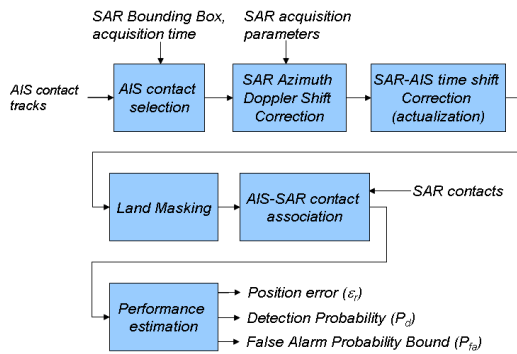 SAR Bounding Box,
acquisition time
SAR acquisition
parameters
AIS contact
tracks
AIS contact
selection
SAR Azimuth
Doppler Shift
Correction
SAR-AIS time shift
Correction
(actualization)
Land Masking
AIS-SAR contact
association
SAR contacts
Performance
estimation
Position error (εr)
Detection Probability (Pd)
False Alarm Probability Bound (Pfa)